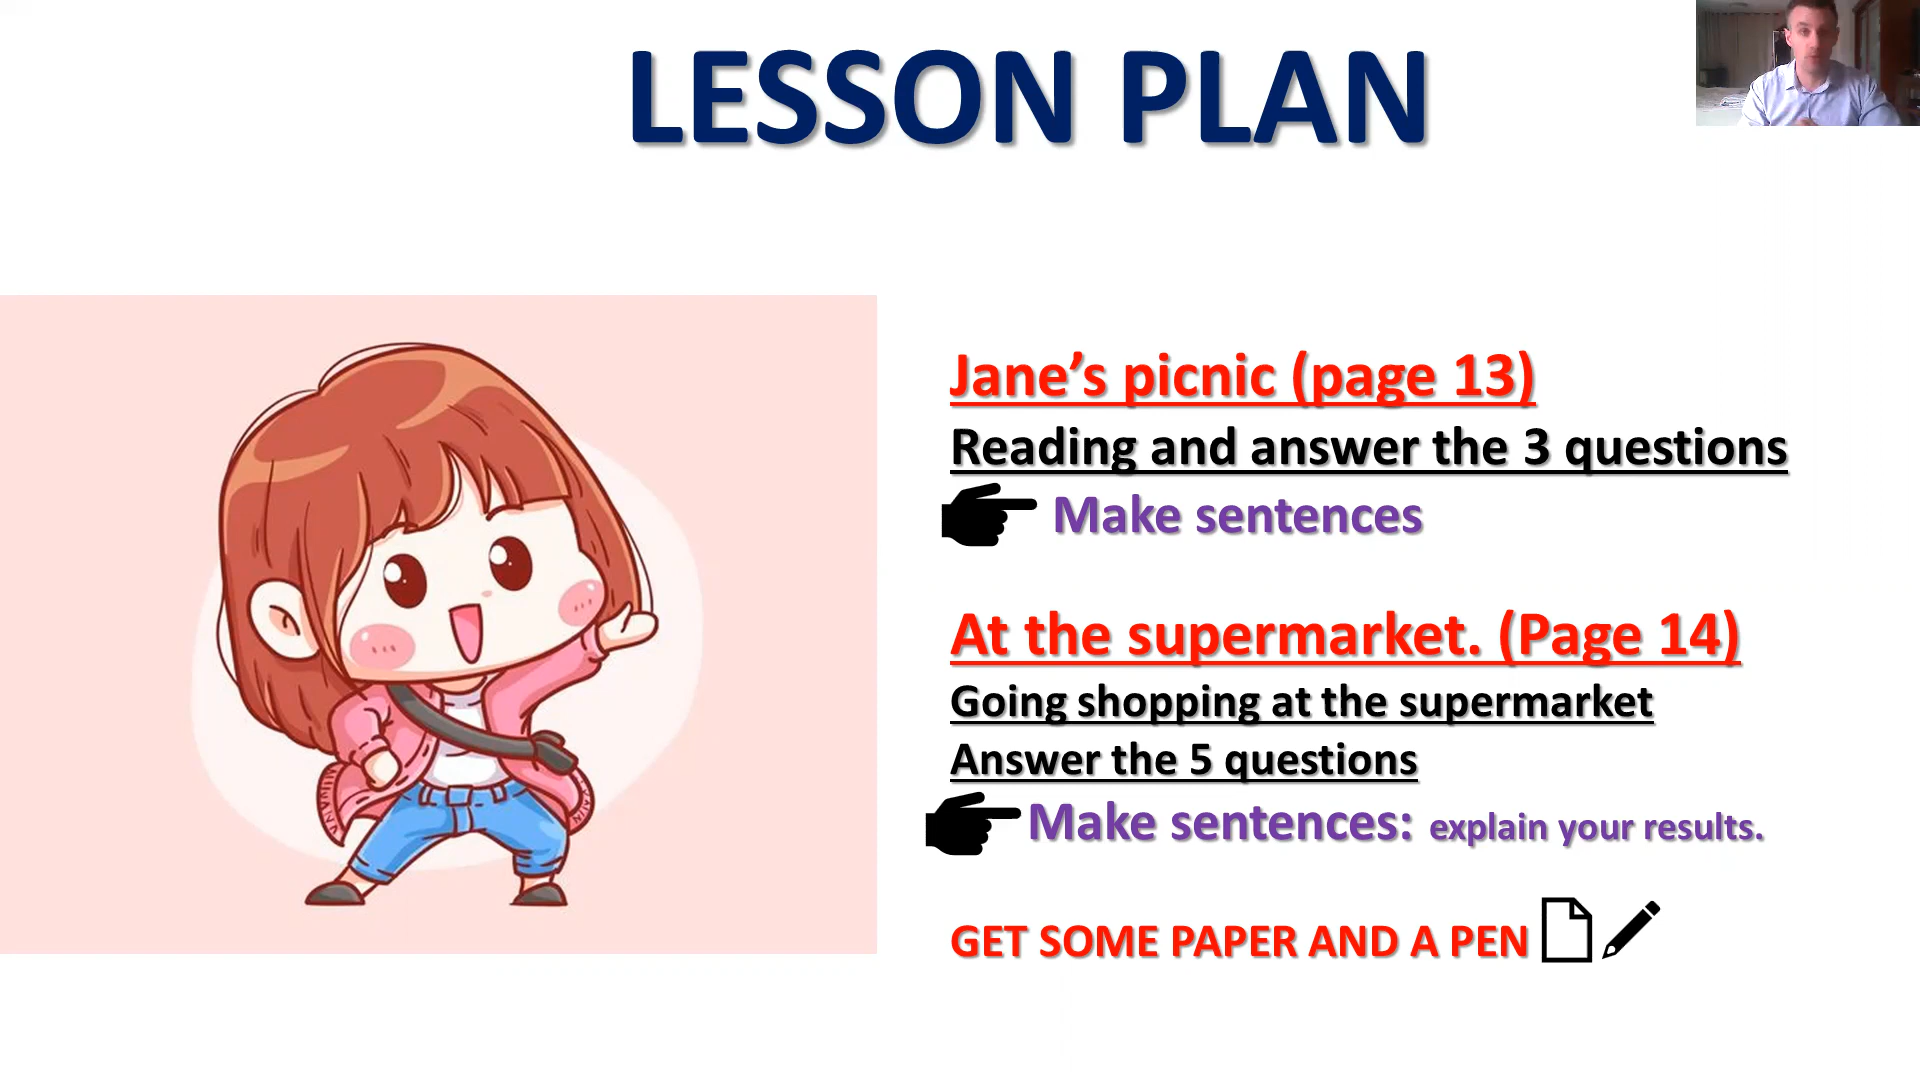 LESSON PLAN
Jane’s picnic (page 13)
Reading and answer the 3 questions
Make sentences
At the supermarket. (Page 14)
Going shopping at the supermarket
Answer the 5 questions
Make sentences: explain your results.
GET SOME PAPER AND A PEN